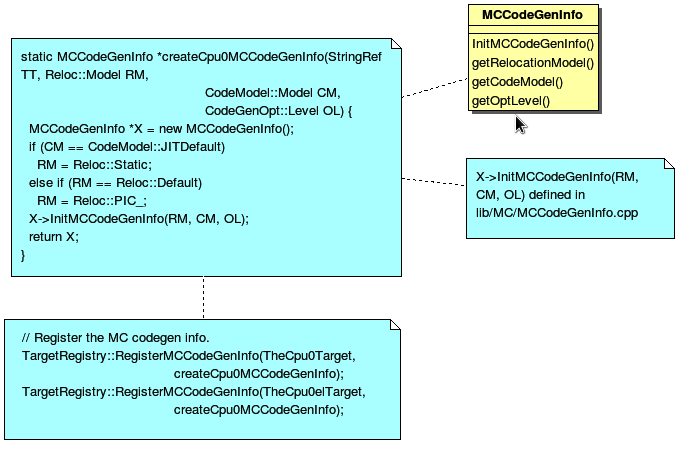 MCCodeGenInfo
InitMCCodeGenInfo()
getRelocationModel()
getCodeModel()
getOptLevel()
static MCCodeGenInfo *createCpu0MCCodeGenInfo(StringRef
TT, Reloc::Model RM,
CodeModel::Model CM,
CodeGenOpt::Level OL) {
MCCodeGenInfo *X = new MCCodeGenInfo();
if (CM == CodeModel::JITDefault)
RM = Reloc::Static;
else if (RM == Reloc::Default)
RM = Reloc::PIC_;
X->InitMCCodeGenInfo(RM, CM, OL);
return X;
}
X->InitMCCodeGenInfo(RM,
CM, OL) defined in
lib/MC/MCCodeGenInfo.cpp
// Register the MC codegen info.
TargetRegistry::RegisterMCCodeGenInfo(TheCpu0Target,
createCpu0MCCodeGenInfo);
TargetRegistry::RegisterMCCodeGenInfo(TheCpu0elTarget,
createCpu0MCCodeGenInfo);